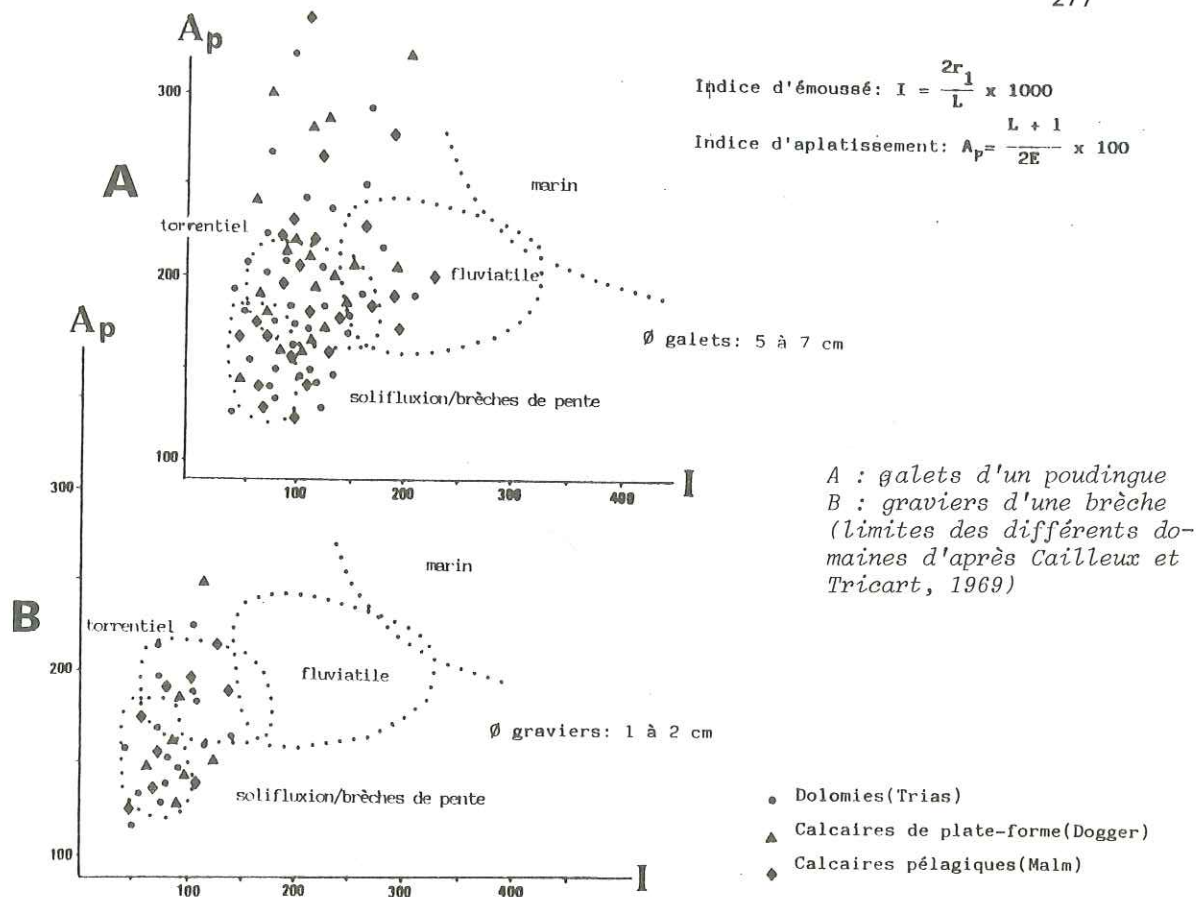 277
Ap
300
200
100
A
Indice d'émoussé: I = 2r1/L x 1000
Indice d'aplatissement: Ap= L + l/2E x 100
marin
torrentiel
fluviatile
Ø galets: 5 à 7 cm
solifluxion/brèches de pente
100 200 300 400 I
A : galets d'un poudingue
B : graviers d'une brèche
(limites des différents do-
maines d'après Cailleux et
Tricart, 1969)
Ap
300
200
100
B
marin
torrentiel
fluviatile
Ø graviers: 1 à 2 cm
solifluxion/brèches de pente
100 200 300 400 I
Dolomies(Trias)
Calcaires de plate-forme(Dogger)
Calcaires pélagiques(Malm)